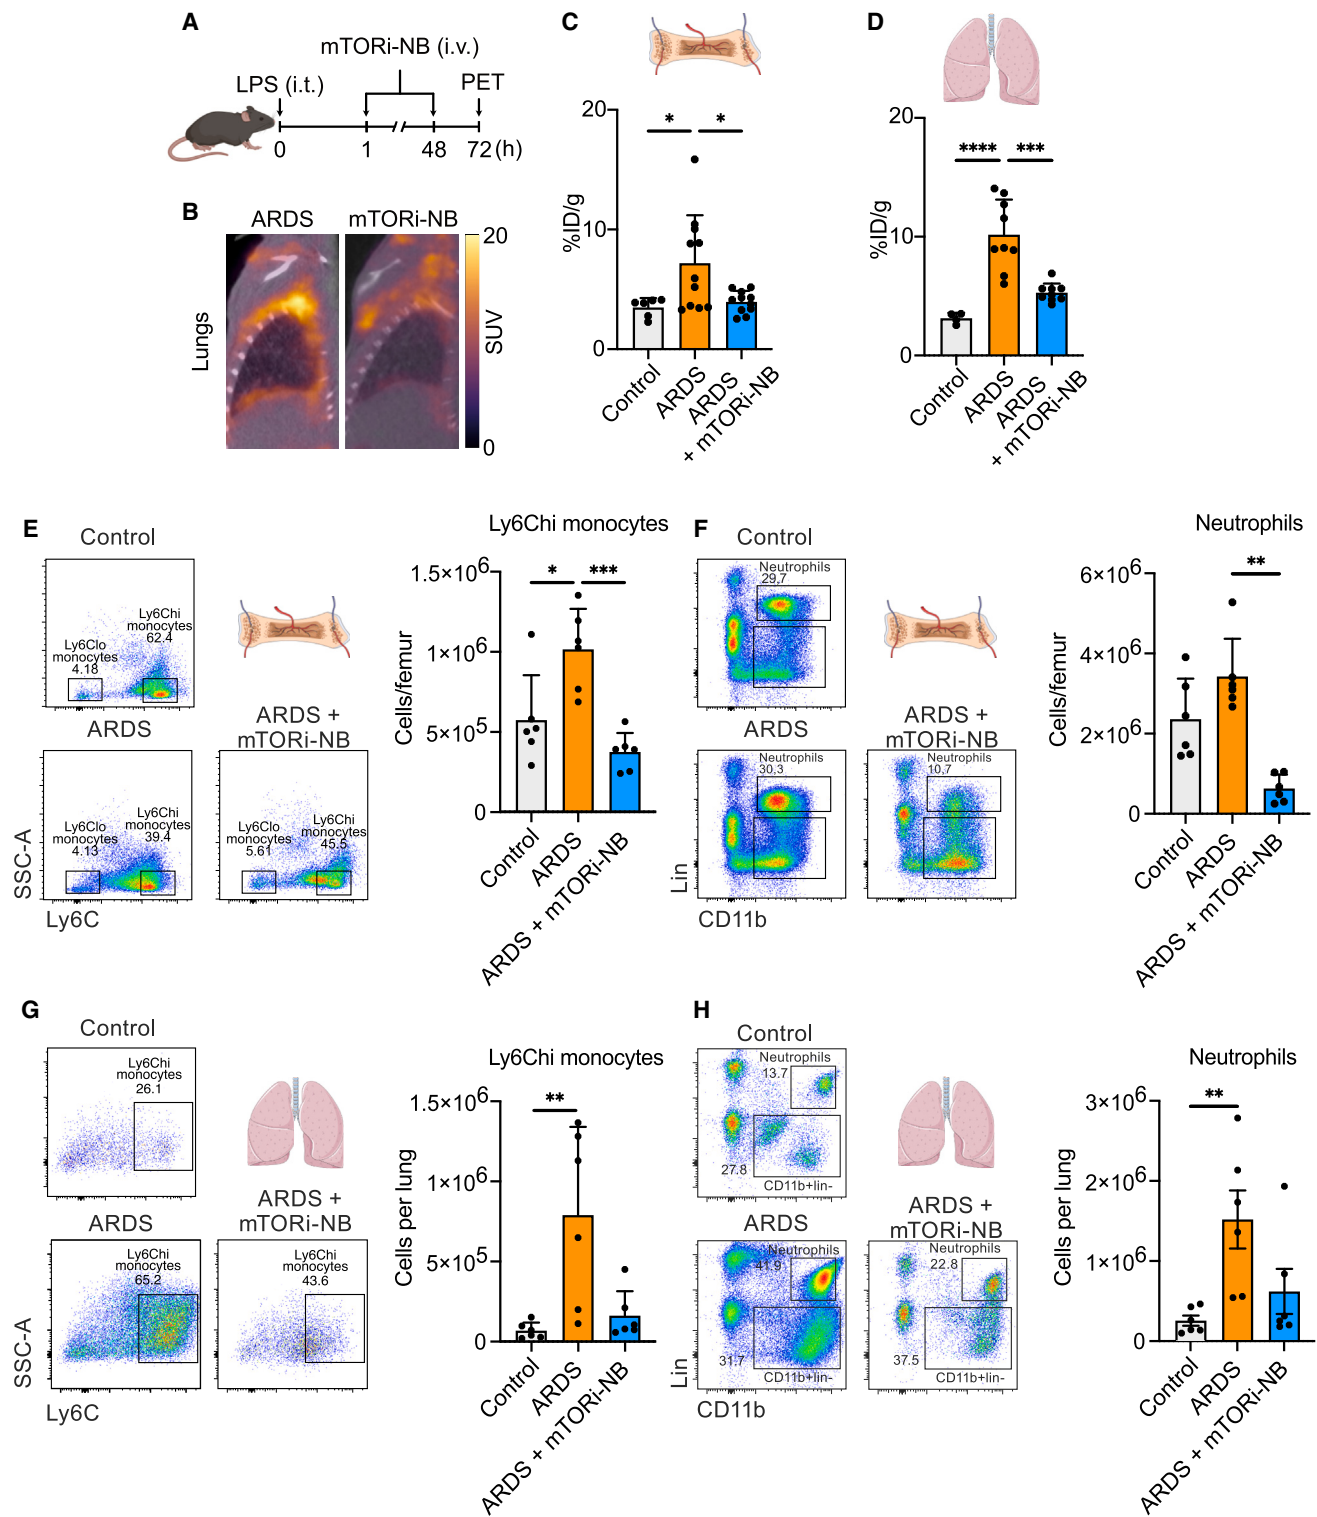 A
mTORi-NB (i.v.)
LPS (i.t.)
PET
0
1
48
72 (h)
B
ARDS
mTORi-NB
Lungs
20
SUV
0
C
20
10
0
%ID/g
*
*
Control
ARDS
ARDS
+ mTORi-NB
D
20
10
0
%ID/g
****
***
Control
ARDS
ARDS
+ mTORi-NB
E
Control
Ly6Clo
monocytes
4.18
Ly6Chi
monocytes
62.4
ARDS
Ly6Clo
monocytes
4.13
Ly6Chi
monocytes
39.4
ARDS +
mTORi-NB
Ly6Clo
monocytes
5.61
Ly6Chi
monocytes
45.5
SSC-A
Ly6C
Ly6Chi monocytes
1.5×10⁶
1×10⁶
5×10⁵
0
Cells/femur
*
***
Control
ARDS
ARDS + mTORi-NB
F
Control
Neutrophils
29,7
ARDS
Neutrophils
30,3
ARDS +
mTORi-NB
Neutrophils
10,7
Lin
CD11b
Neutrophils
6×10⁶
4×10⁶
2×10⁶
0
Cells/femur
**
Control
ARDS
ARDS + mTORi-NB
G
Control
Ly6Chi
monocytes
26.1
ARDS
Ly6Chi
monocytes
65.2
ARDS +
mTORi-NB
Ly6Chi
monocytes
43.6
SSC-A
Ly6C
Ly6Chi monocytes
1.5×10⁶
1×10⁶
5×10⁵
0
Cells per lung
**
Control
ARDS
ARDS + mTORi-NB
H
Control
Neutrophils
13.7
27.8
CD11b+lin-
ARDS
Neutrophils
41.9
31.7
CD11b+lin-
ARDS +
mTORi-NB
Neutrophils
22.8
37.5
CD11b+lin-
Lin
CD11b
Neutrophils
3×10⁶
2×10⁶
1×10⁶
0
Cells per lung
**
Control
ARDS
ARDS + mTORi-NB